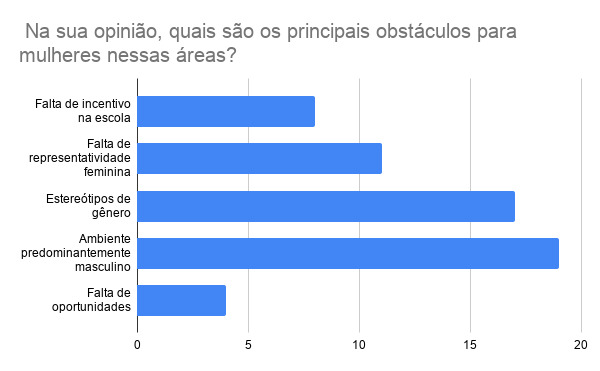 Na sua opinião, quais são os principais obstáculos para
mulheres nessas áreas?
Falta de incentivo
na escola
Falta de
representatividade
feminina
Estereótipos de
gênero
Ambiente
predominantemente
masculino
Falta de
oportunidades
0 5 10 15 20